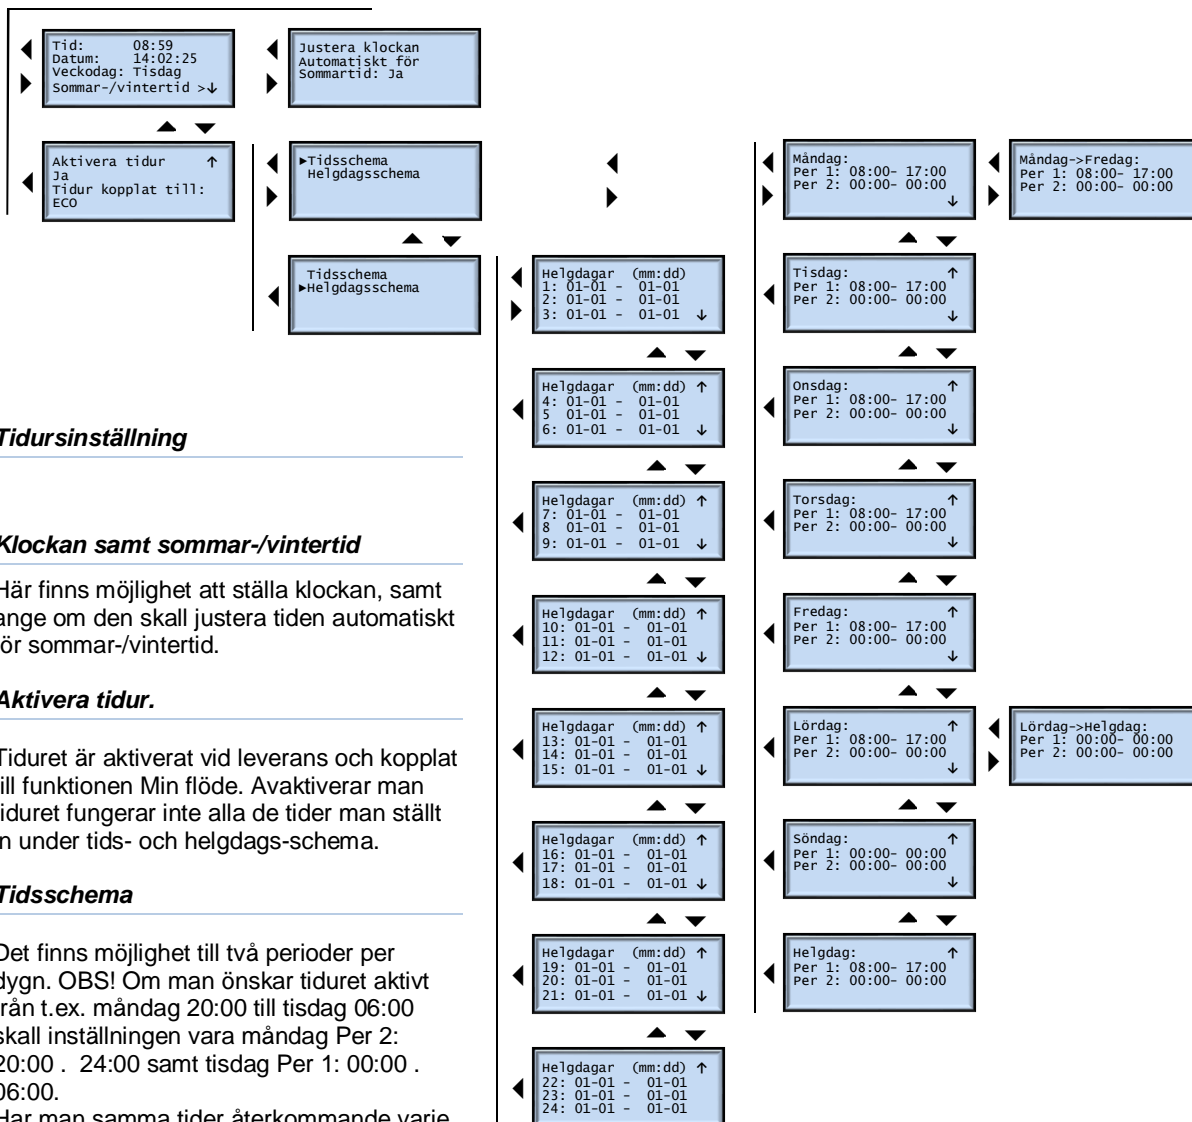 Tid: 08:59
Datum: 14:02:25
Veckodag: Tisdag
Sommar-/vintertid >↓
Justera klockan
Automatiskt för
Sommartid: Ja
Aktivera tidur ↑
Ja
Tidur kopplat till:
ECO
►Tidsschema
Helgdagsschema
Tidsschema
►Helgdagsschema
Tidursinställning
Klockan samt sommar-/vintertid
Här finns möjlighet att ställa klockan, samt
ange om den skall justera tiden automatiskt
ör sommar-/vintertid.
Aktivera tidur.
Tiduret är aktiverat vid leverans och kopplat
ill funktionen Min flöde. Avaktiverar man
iduret fungerar inte alla de tider man ställt
n under tids- och helgdags-schema.
Tidsschema
Det finns möjlighet till två perioder per
dygn. OBS! Om man önskar tiduret aktivt
rån t.ex. måndag 20:00 till tisdag 06:00
skall inställningen vara måndag Per 2:
20:00 . 24:00 samt tisdag Per 1: 00:00 .
06:00.
Har man samma tider återkommande varje
Helgdagar (mm:dd)
1: 01-01 - 01-01
2: 01-01 - 01-01
3: 01-01 - 01-01 ↓
Helgdagar (mm:dd) ↑
4: 01-01 - 01-01
5 01-01 - 01-01
6: 01-01 - 01-01 ↓
Helgdagar (mm:dd) ↑
7: 01-01 - 01-01
8 01-01 - 01-01
9: 01-01 - 01-01 ↓
Helgdagar (mm:dd) ↑
10: 01-01 - 01-01
11: 01-01 - 01-01
12: 01-01 - 01-01 ↓
Helgdagar (mm:dd) ↑
13: 01-01 - 01-01
14: 01-01 - 01-01
15: 01-01 - 01-01 ↓
Helgdagar (mm:dd) ↑
16: 01-01 - 01-01
17: 01-01 - 01-01
18: 01-01 - 01-01 ↓
Helgdagar (mm:dd) ↑
19: 01-01 - 01-01
20: 01-01 - 01-01
21: 01-01 - 01-01 ↓
Helgdagar (mm:dd) ↑
22: 01-01 - 01-01
23: 01-01 - 01-01
24: 01-01 - 01-01
Måndag:
Per 1: 08:00- 17:00
Per 2: 00:00- 00:00
↓
Måndag->Fredag:
Per 1: 08:00- 17:00
Per 2: 00:00- 00:00
Tisdag: ↑
Per 1: 08:00- 17:00
Per 2: 00:00- 00:00
↓
Onsdag: ↑
Per 1: 08:00- 17:00
Per 2: 00:00- 00:00
↓
Torsdag: ↑
Per 1: 08:00- 17:00
Per 2: 00:00- 00:00
↓
Fredag: ↑
Per 1: 08:00- 17:00
Per 2: 00:00- 00:00
↓
Lördag: ↑
Per 1: 08:00- 17:00
Per 2: 00:00- 00:00
↓
Lördag->Helgdag:
Per 1: 00:00- 00:00
Per 2: 00:00- 00:00
Söndag: ↑
Per 1: 00:00- 00:00
Per 2: 00:00- 00:00
↓
Helgdag: ↑
Per 1: 08:00- 17:00
Per 2: 00:00- 00:00